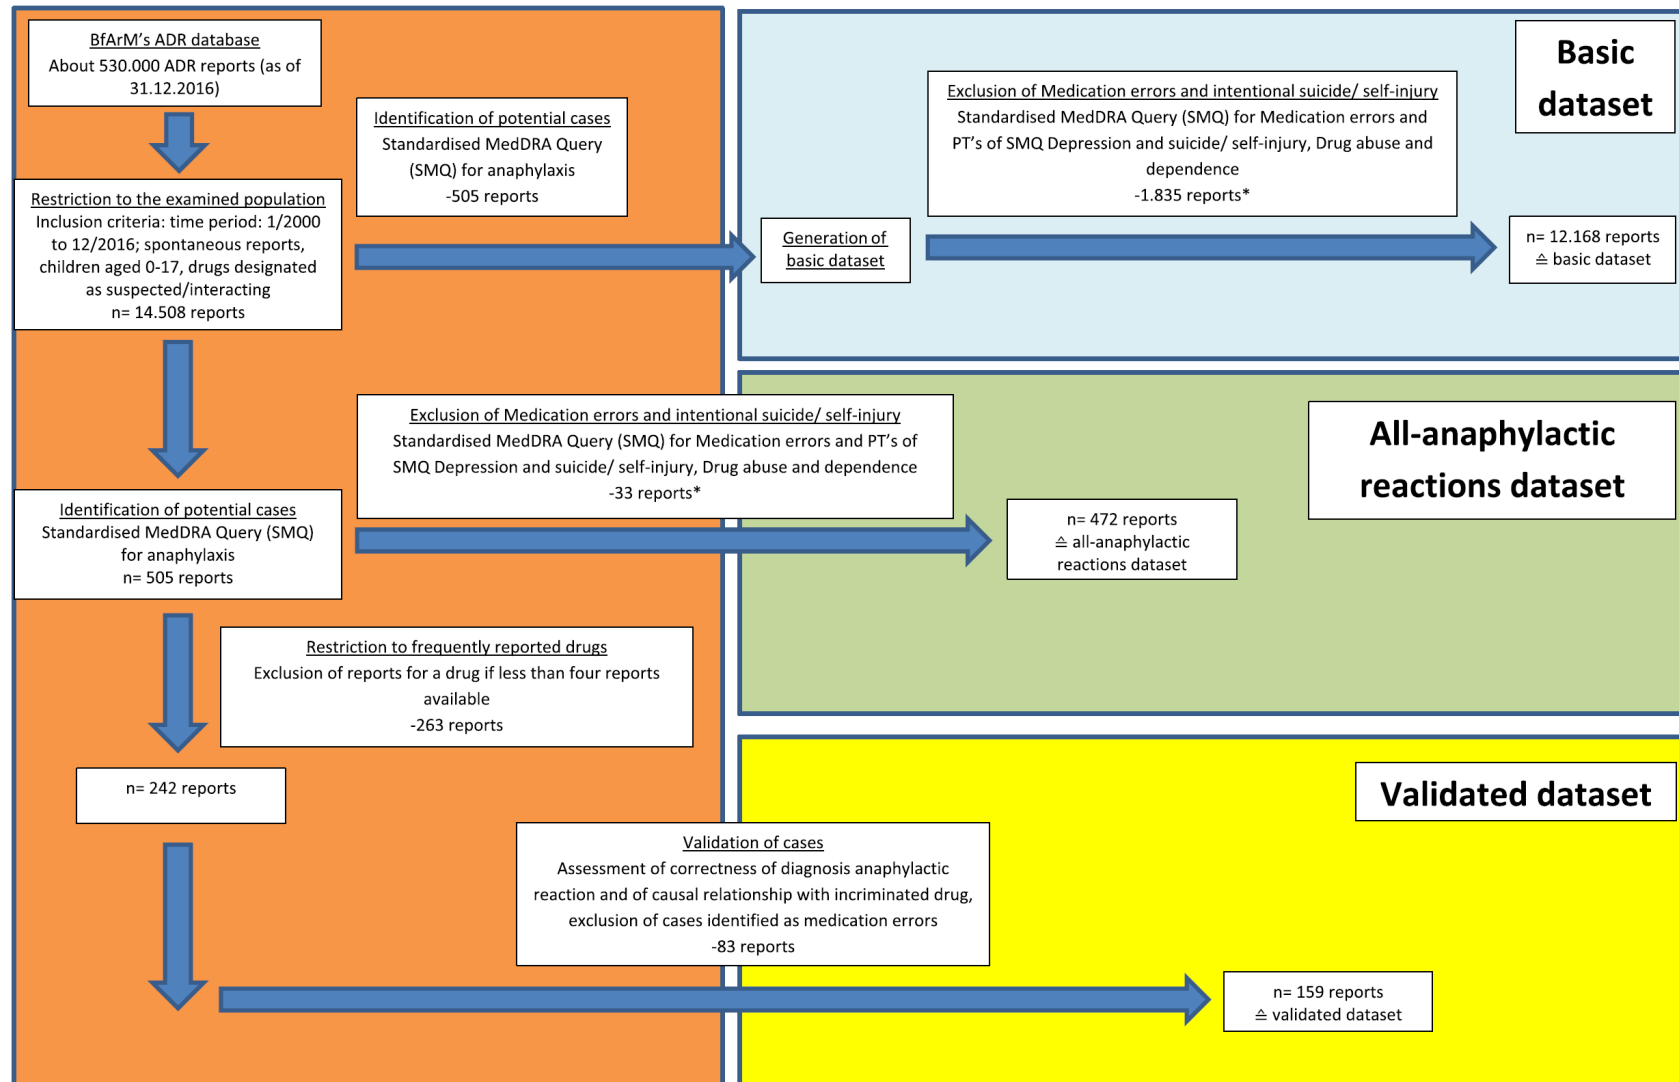 BfArM's ADR database
About 530.000 ADR reports (as of
31.12.2016)
Restriction to the examined population
Inclusion criteria: time period: 1/2000
to 12/2016; spontaneous reports,
children aged 0-17, drugs designated
as suspected/interacting
n= 14.508 reports
Identification of potential cases
Standardised MedDRA Query
(SMQ) for anaphylaxis
-505 reports
Generation of
basic dataset
Exclusion of Medication errors and intentional suicide/ self-injury
Standardised MedDRA Query (SMQ) for Medication errors and
PT's of SMQ Depression and suicide/ self-injury, Drug abuse and
dependence
-1.835 reports*
Basic
dataset
n= 12.168 reports
≙ basic dataset
Identification of potential cases
Standardised MedDRA Query (SMQ)
for anaphylaxis
n= 505 reports
Exclusion of Medication errors and intentional suicide/ self-injury
Standardised MedDRA Query (SMQ) for Medication errors and PT's of
SMQ Depression and suicide/ self-injury, Drug abuse and dependence
-33 reports*
All-anaphylactic
reactions dataset
n= 472 reports
≙ all-anaphylactic
reactions dataset
Restriction to frequently reported drugs
Exclusion of reports for a drug if less than four reports
available
-263 reports
n= 242 reports
Validated dataset
Validation of cases
Assessment of correctness of diagnosis anaphylactic
reaction and of causal relationship with incriminated drug,
exclusion of cases identified as medication errors
-83 reports
n= 159 reports
≙ validated dataset